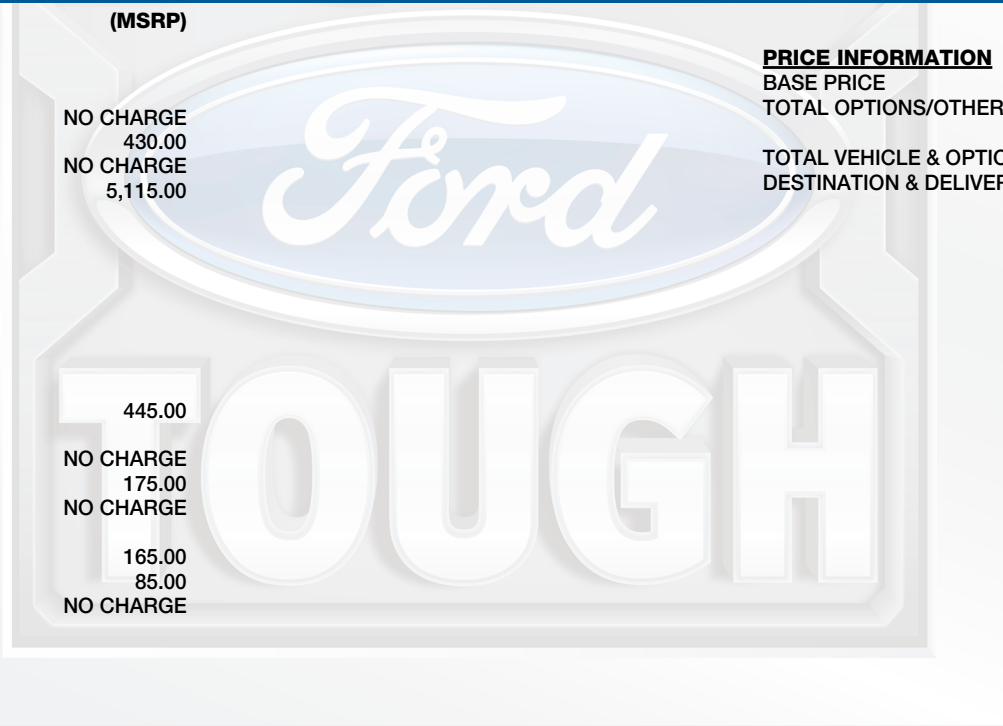 (MSRP)
NO CHARGE
430.00
NO CHARGE
5,115.00
445.00
NO CHARGE
175.00
NO CHARGE
165.00
85.00
NO CHARGE
PRICE INFORMATION
BASE PRICE
TOTAL OPTIONS/OTHER
TOTAL VEHICLE & OPTIO
DESTINATION & DELIVER
Ford
TOUGH